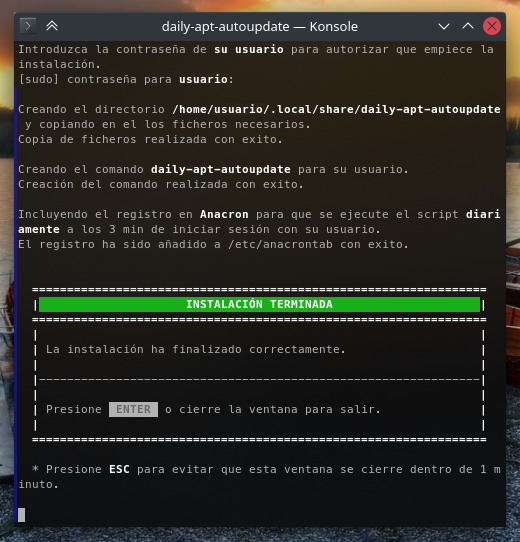 daily-apt-autoupdate — Konsole
Introduzca la contraseña de su usuario para autorizar que empiece la
instalación.
[sudo] contraseña para usuario:
Creando el directorio /home/usuario/.local/share/daily-apt-autoupdate
y copiando en el los ficheros necesarios.
Copia de ficheros realizada con exito.
Creando el comando daily-apt-autoupdate para su usuario.
Creación del comando realizada con exito.
Incluyendo el registro en Anacron para que se ejecute el script diari
amente a los 3 min de iniciar sesión con su usuario.
El registro ha sido añadido a /etc/anacrontab con exito.
INSTALACIÓN TERMINADA
La instalación ha finalizado correctamente.
Presione ENTER o cierre la ventana para salir.
* Presione ESC para evitar que esta ventana se cierre dentro de 1 m
inuto.